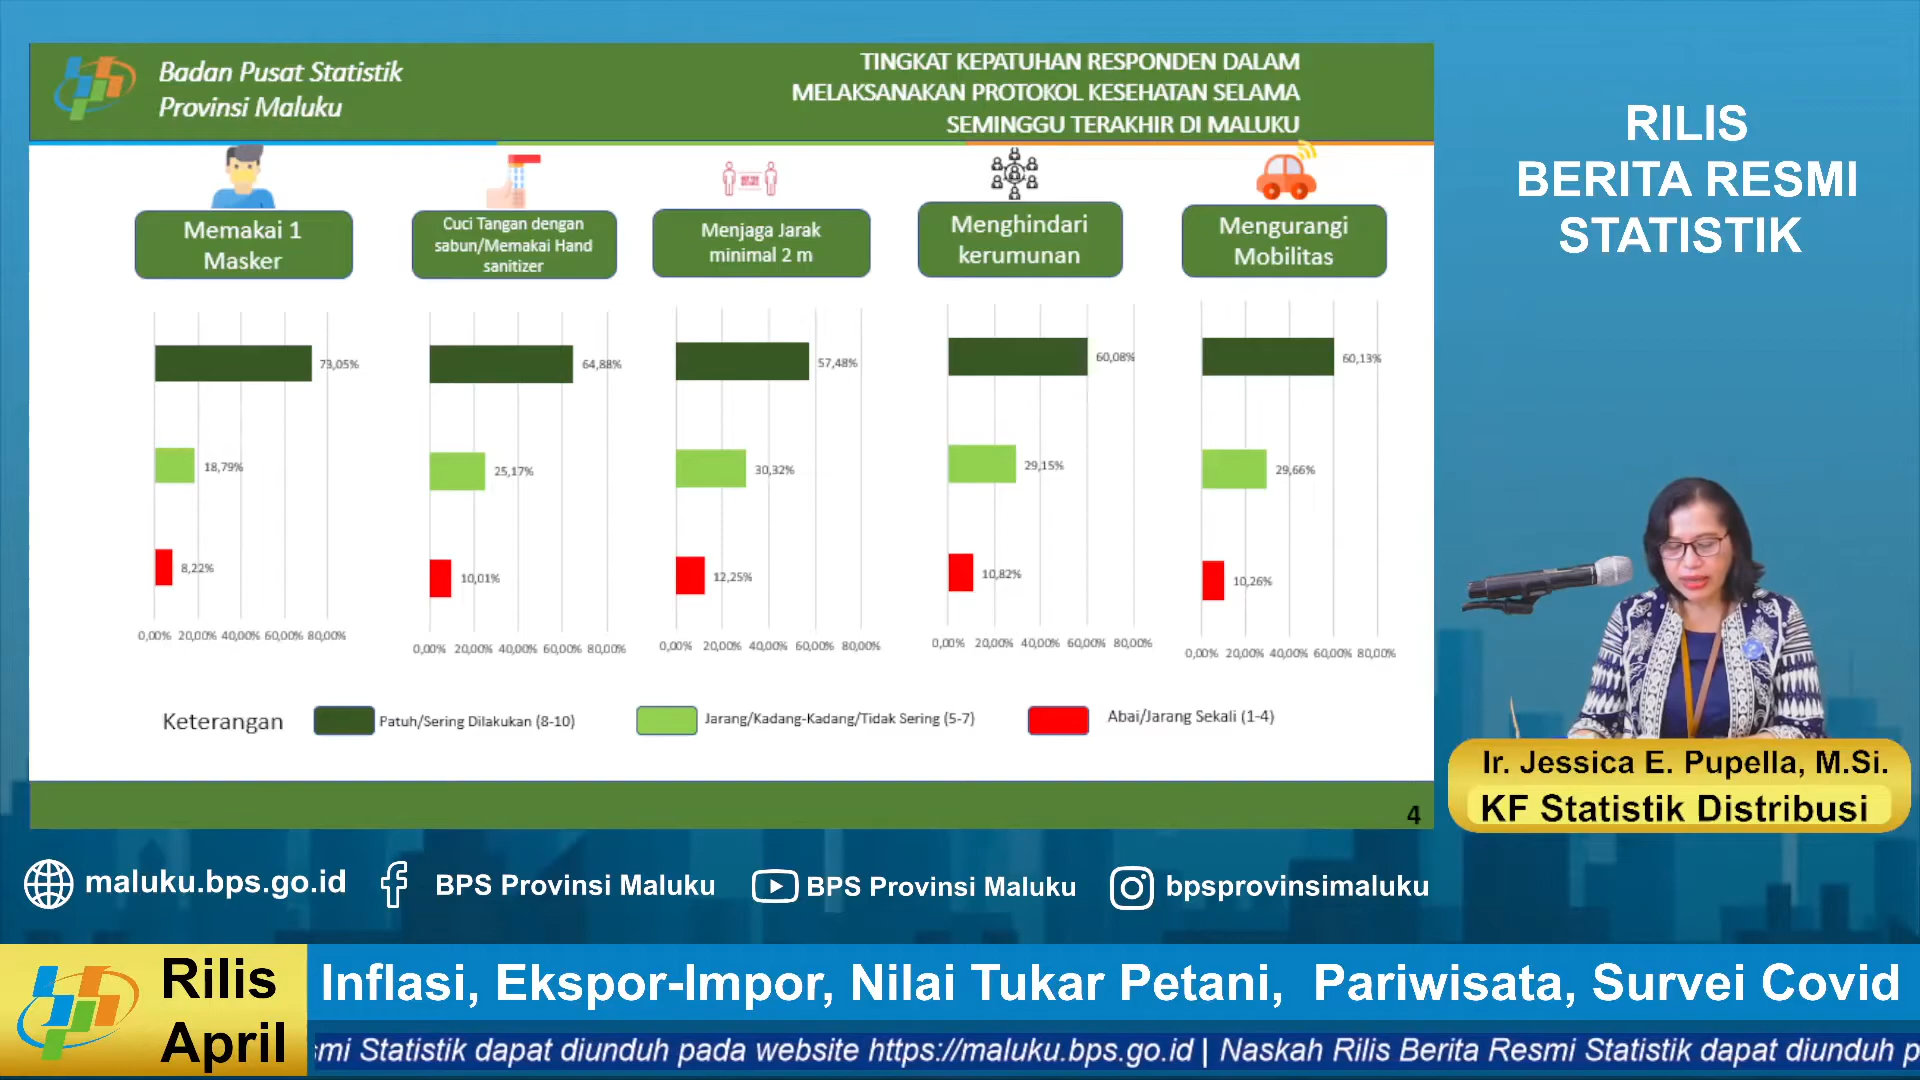 Badan Pusat Statistik
Provinsi Maluku
TINGKAT KEPATUHAN RESPONDEN DALAM
MELAKSANAKAN PROTOKOL KESEHATAN SELAMA
SEMINGGU TERAKHIR DI MALUKU
RILIS
BERITA RESMI
STATISTIK
Memakai 1
Masker
Cuci Tangan dengan
sabun/Memakai Hand
sanitizer
Menjaga Jarak
minimal 2 m
Menghindari
kerumunan
Mengurangi
Mobilitas
73,05%
18,79%
8,22%
0,00% 20,00% 40,00% 60,00% 80,00%
64,88%
25,17%
10,01%
0,00% 20,00% 40,00% 60,00% 80,00%
57,48%
30,32%
12,25%
0,00% 20,00% 40,00% 60,00% 80,00%
60,08%
29,15%
10,82%
0,00% 20,00% 40,00% 60,00% 80,00%
60,13%
29,66%
10,26%
0,00% 20,00% 40,00% 60,00% 80,00%
Keterangan
Patuh/Sering Dilakukan (8-10)
Jarang/Kadang-Kadang/Tidak Sering (5-7)
Abai/Jarang Sekali (1-4)
4
Ir. Jessica E. Pupella, M.Si.
KF Statistik Distribusi
maluku.bps.go.id
BPS Provinsi Maluku
BPS Provinsi Maluku
bpsprovinsimaluku
Rilis
April
Inflasi, Ekspor-Impor, Nilai Tukar Petani, Pariwisata, Survei Covid
smi Statistik dapat diunduh pada website https://maluku.bps.go.id | Naskah Rilis Berita Resmi Statistik dapat diunduh p